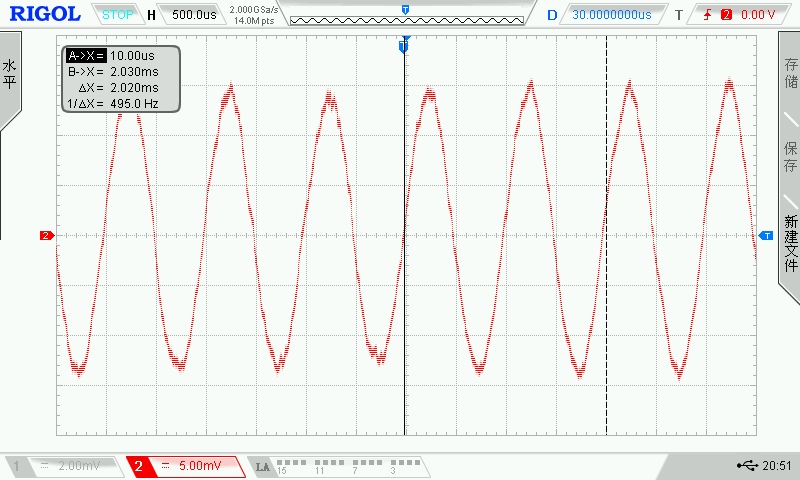 RIGOL STOP H 500.0us 2.000GSa/s 14.0M pts D 30.0000000us T 2 0.00 V
T
水平
A->X = 10.00us
B->X = 2.030ms
ΔX = 2.020ms
1/ΔX = 495.0 Hz
T
2
T
存储
保存
新建文件
1 2.00mV 2 5.00mV LA 15 11 7 3 20:51